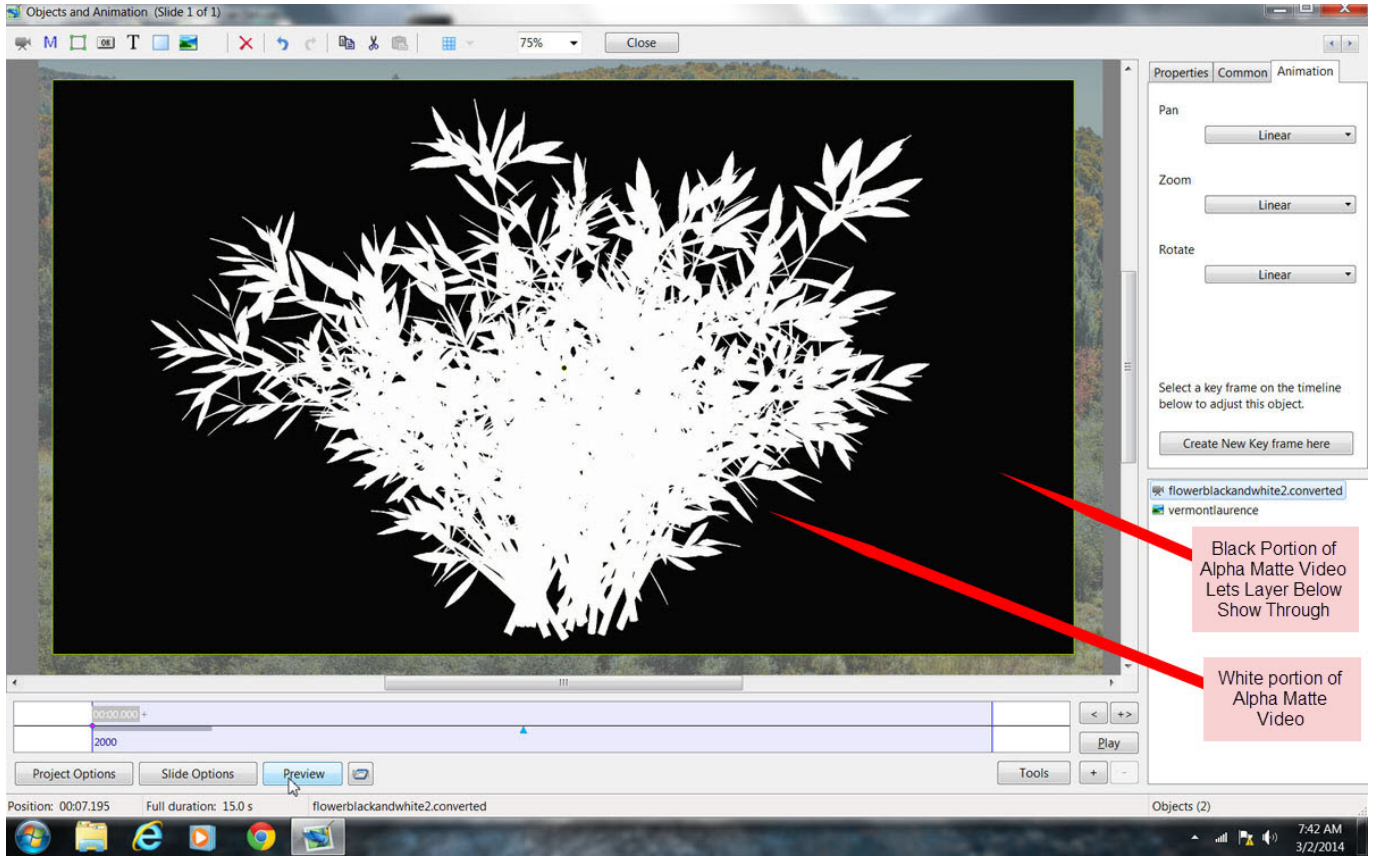 Objects and Animation (Slide 1 of 1)
M OK T 75% Close
Properties Common Animation
Pan
Linear
Zoom
Linear
Rotate
Linear
Select a key frame on the timeline
below to adjust this object.
Create New Key frame here
flowerblackandwhite2.converted
vermontlaurence
Black Portion of
Alpha Matte Video
Lets Layer Below
Show Through
White portion of
Alpha Matte
Video
00:00.000 +
2000
< +>
Play
Project Options Slide Options Preview Tools + -
Position: 00:07.195 Full duration: 15.0 s flowerblackandwhite2.converted Objects (2)
7:42 AM
3/2/2014